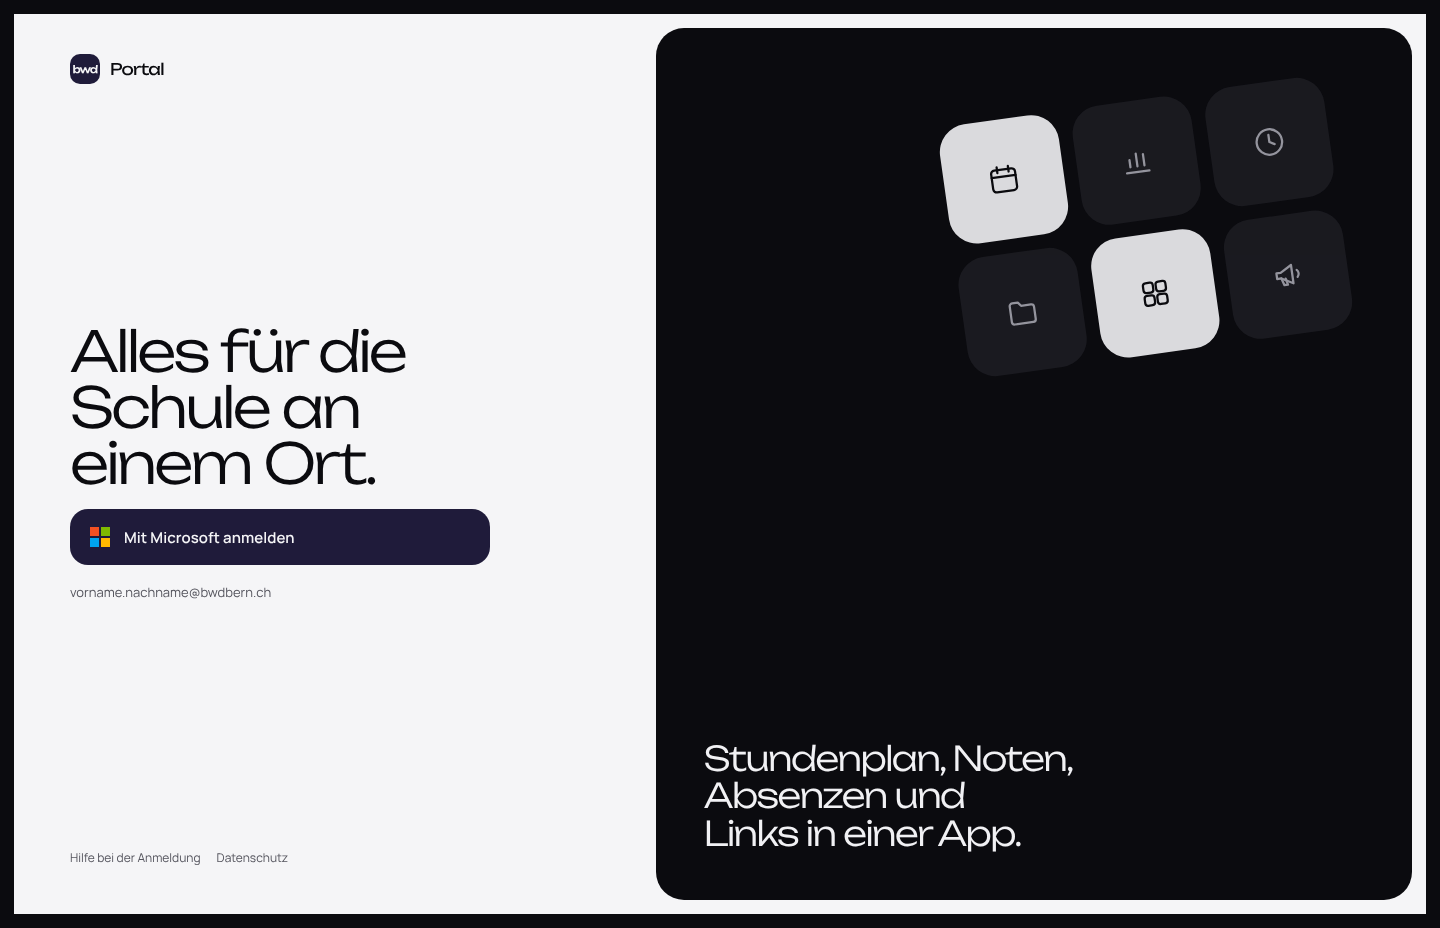 bwd Portal
Alles für die
Schule an
einem Ort.
Mit Microsoft anmelden
vorname.nachname@bwdbern.ch
Hilfe bei der Anmeldung Datenschutz
Stundenplan, Noten,
Absenzen und
Links in einer App.